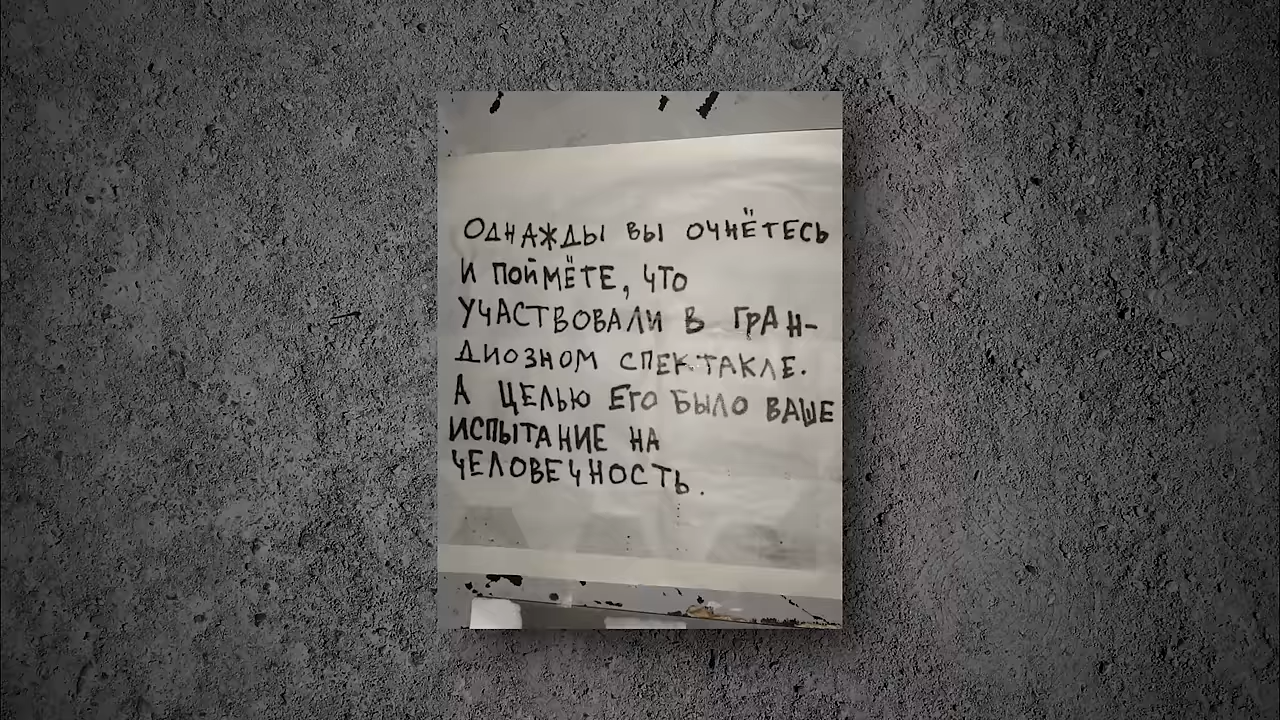 ОДНАЖДЫ ВЫ ОЧНЁТЕСЬ
И ПОЙМЁТЕ, ЧТО
УЧАСТВОВАЛИ В ГРАН-
ДИОЗНОМ СПЕКТАКЛЕ.
А ЦЕЛЬЮ ЕГО БЫЛО ВАШЕ
ИСПЫТАНИЕ НА
ЧЕЛОВЕЧНОСТЬ.